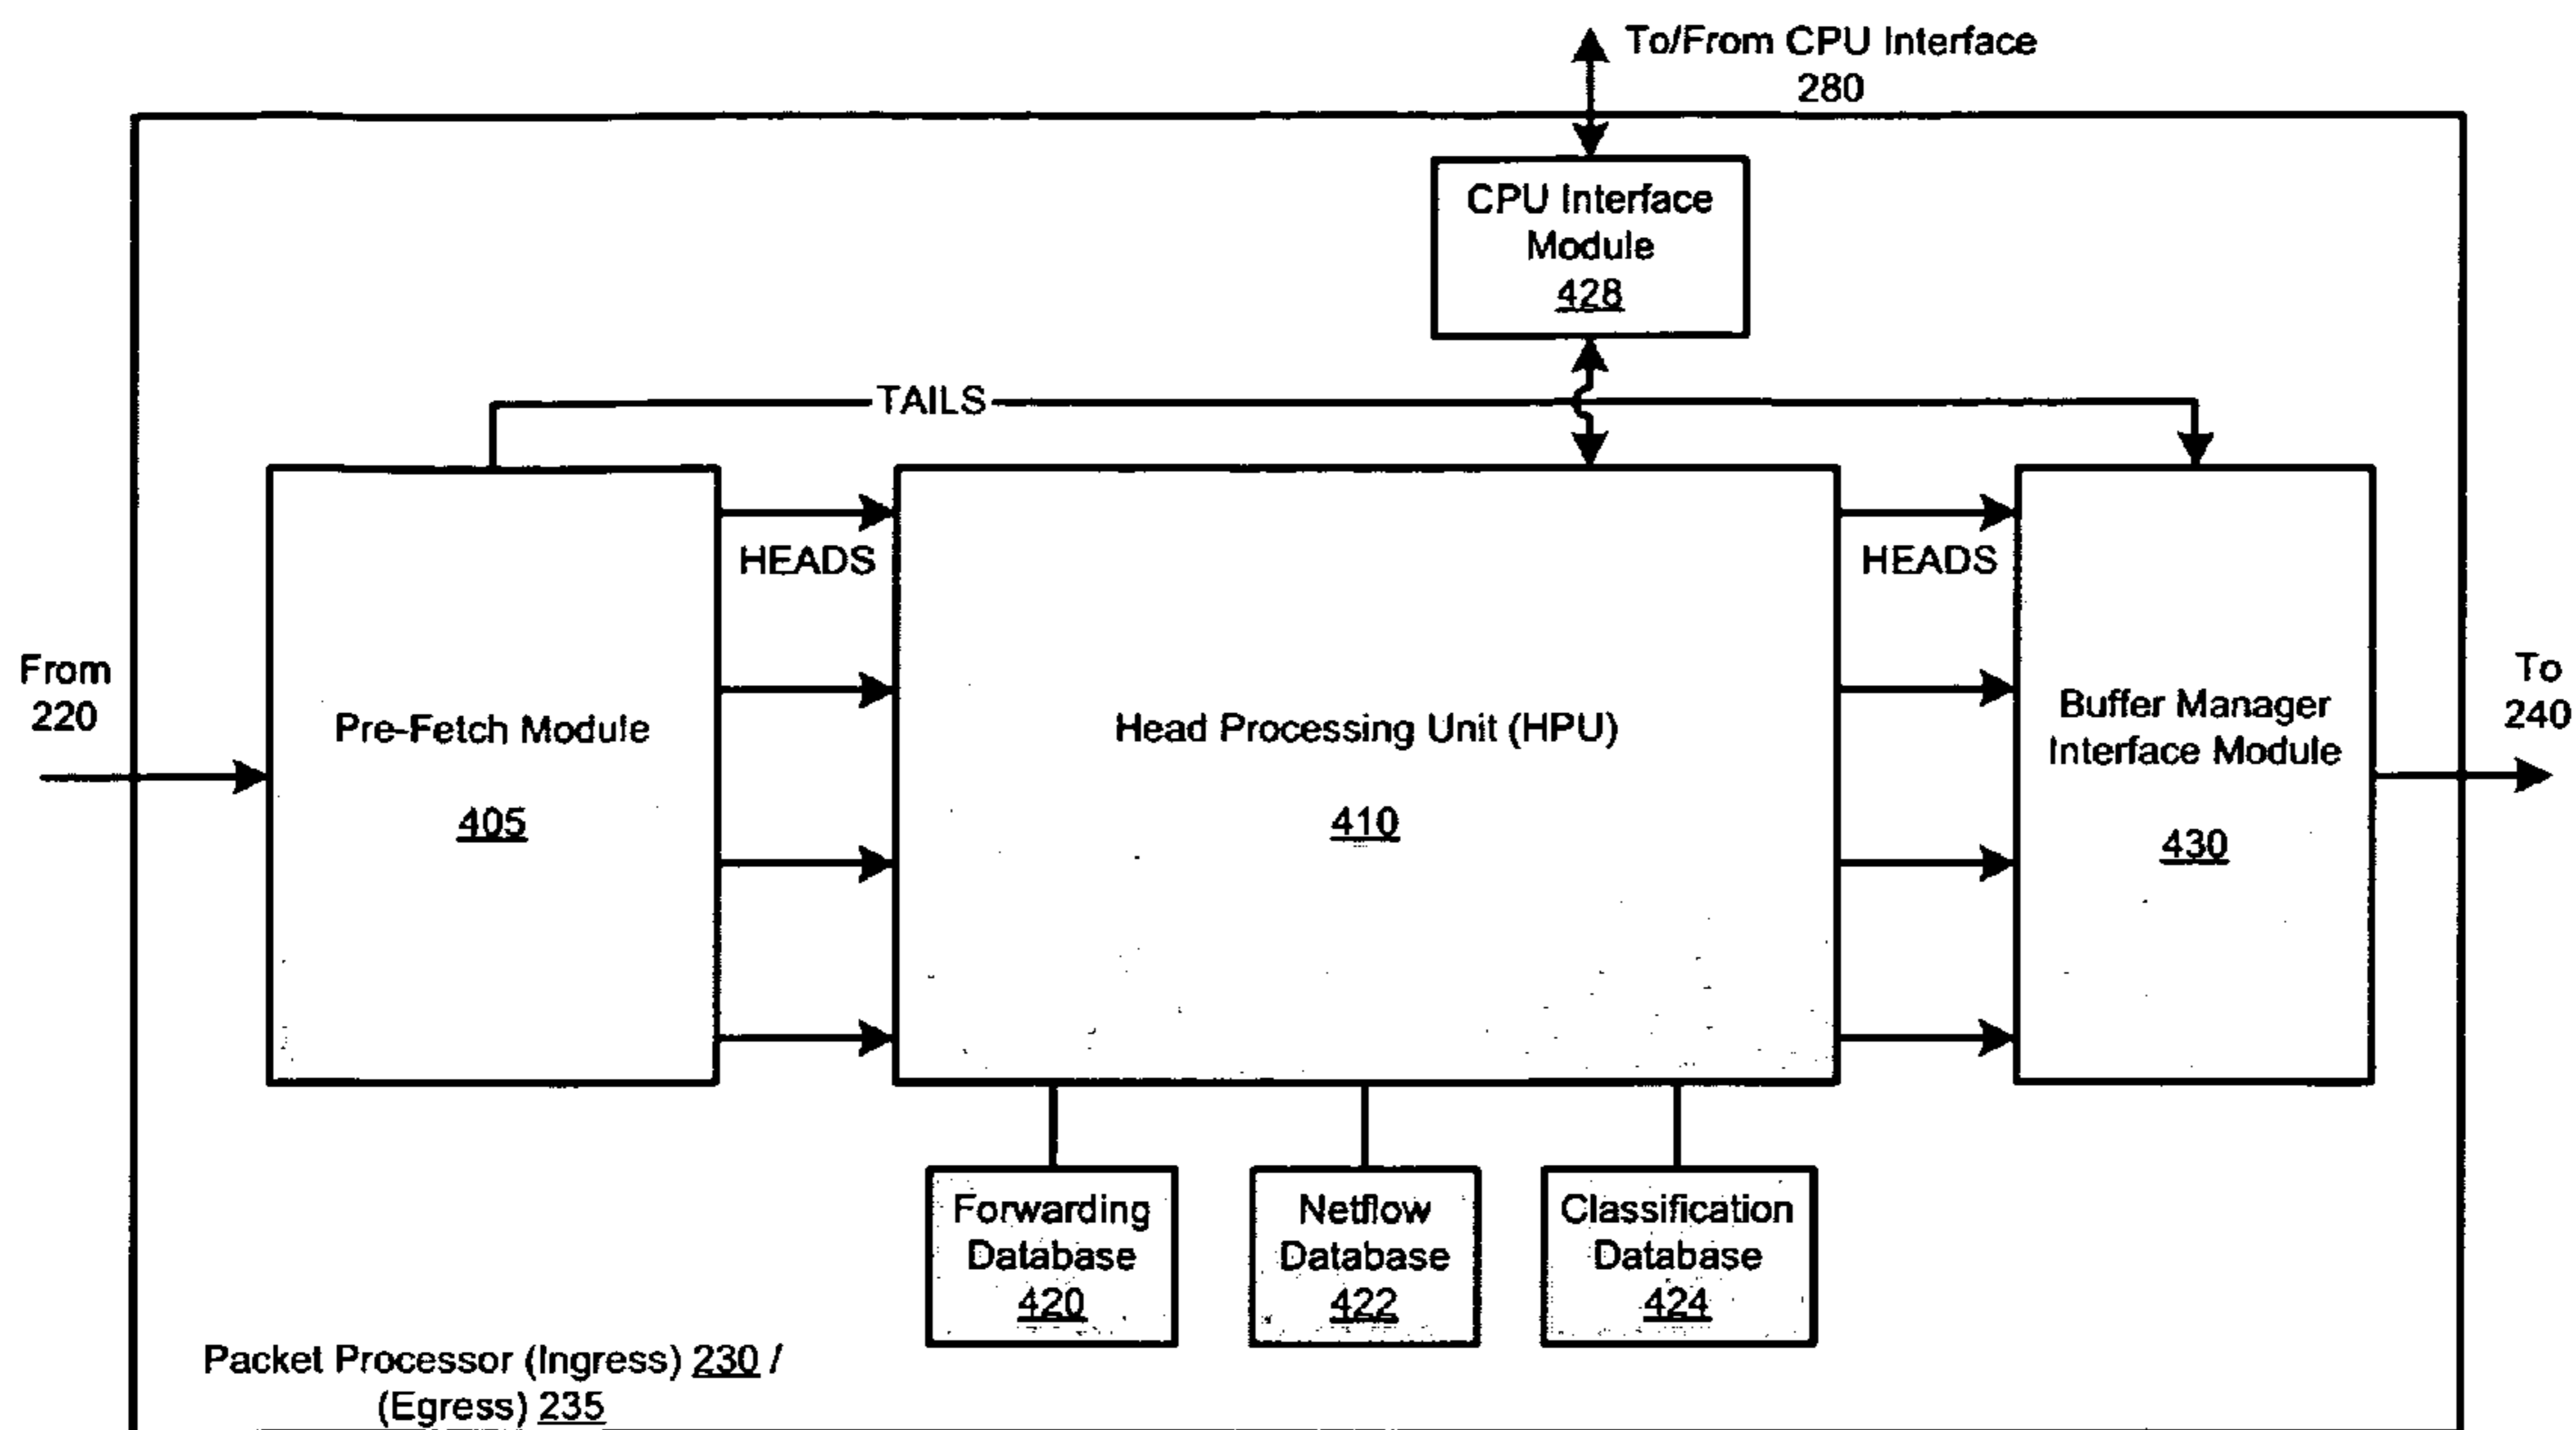 To/From CPU Interface
280
CPU Interface
Module
428
TAILS
HEADS
HEADS
From
220
Pre-Fetch Module
405
Head Processing Unit (HPU)
410
Buffer Manager
Interface Module
430
To
240
Forwarding
Database
420
Netflow
Database
422
Classification
Database
424
Packet Processor (Ingress) 230 /
(Egress) 235